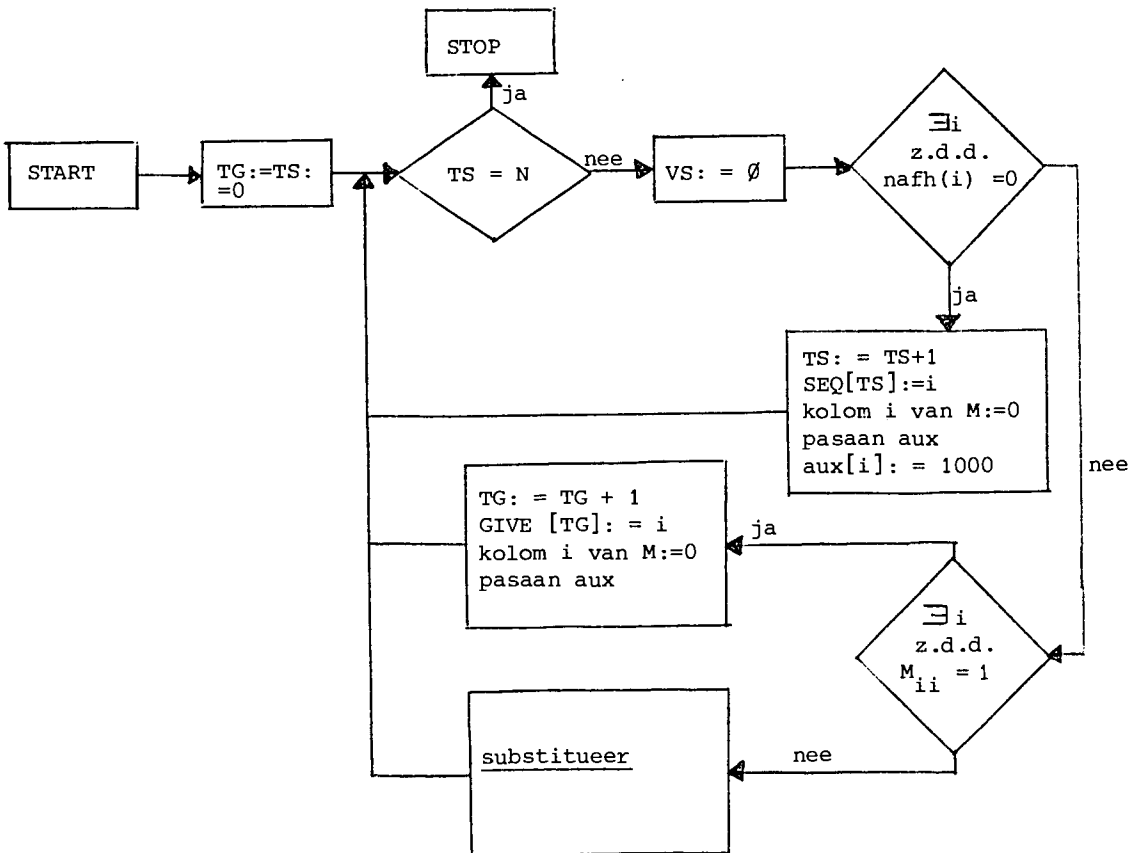 STOP
ja
START
TG:=TS:
=0
TS = N
nee
VS: = Ø
∃i
z.d.d.
nafh(i) =0
ja
nee
TS: = TS+1
SEQ[TS]:=i
kolom i van M:=0
pasaan aux
aux[i]: = 1000
TG: = TG + 1
GIVE [TG]: = i
kolom i van M:=0
pasaan aux
ja
∃i
z.d.d.
Mii = 1
substitueer
nee